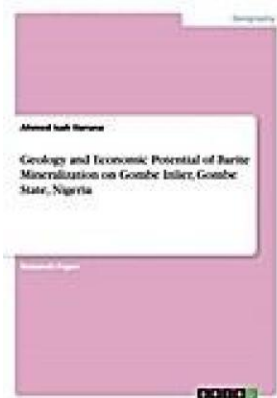 Geography
Ahmed Isah Haruna
Geology and Economic Potential of Barite
Mineralization on Gombe Inlier, Gombe
State, Nigeria
Research Paper
GRIN